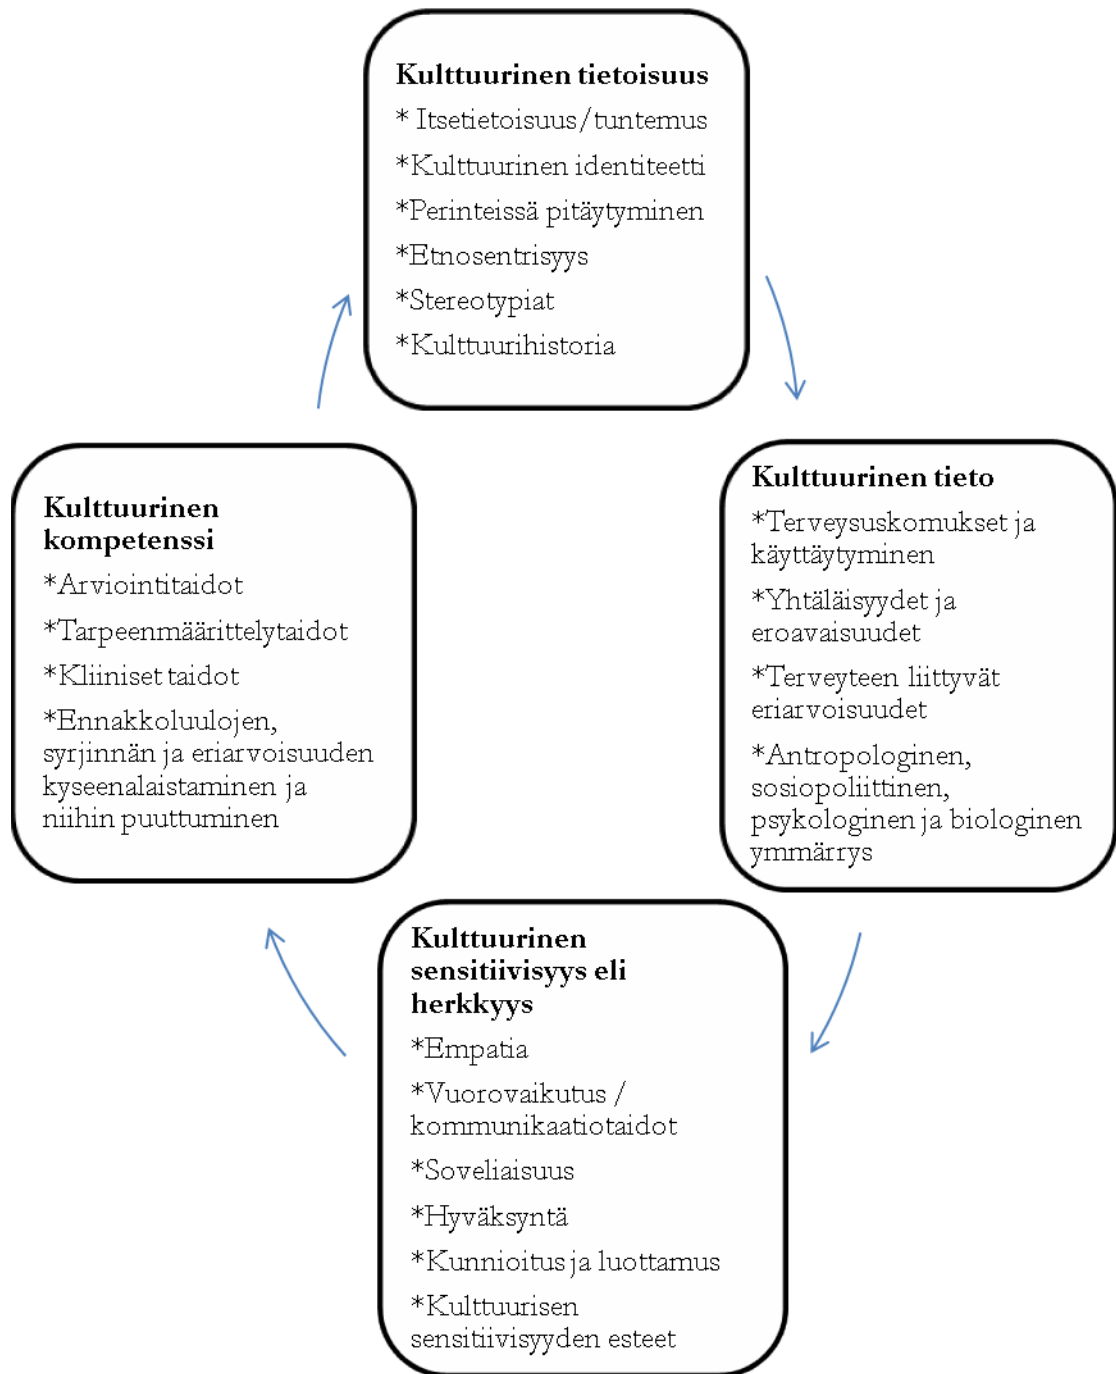 Kulttuurinen tietoisuus
* Itsetietoisuus/tuntemus
*Kulttuurinen identiteetti
*Perinteissä pitäytyminen
*Etnosentrisyys
*Stereotypiat
*Kulttuurihistoria
Kulttuurinen tieto
*Terveysuskomukset ja
käyttäytyminen
*Yhtäläisyydet ja
eroavaisuudet
*Terveyteen liittyvät
eriarvoisuudet
*Antropologinen,
sosiopoliittinen,
psykologinen ja biologinen
ymmärrys
Kulttuurinen
sensitiivisyys eli
herkkyys
*Empatia
*Vuorovaikutus /
kommunikaatiotaidot
*Soveliaisuus
*Hyväksyntä
*Kunnioitus ja luottamus
*Kulttuurisen
sensitiivisyyden esteet
Kulttuurinen
kompetenssi
*Arviointitaidot
*Tarpeenmäärittelytaidot
*Kliiniset taidot
*Ennakkoluulojen,
syrjinnän ja eriarvoisuuden
kyseenalaistaminen ja
niihin puuttuminen